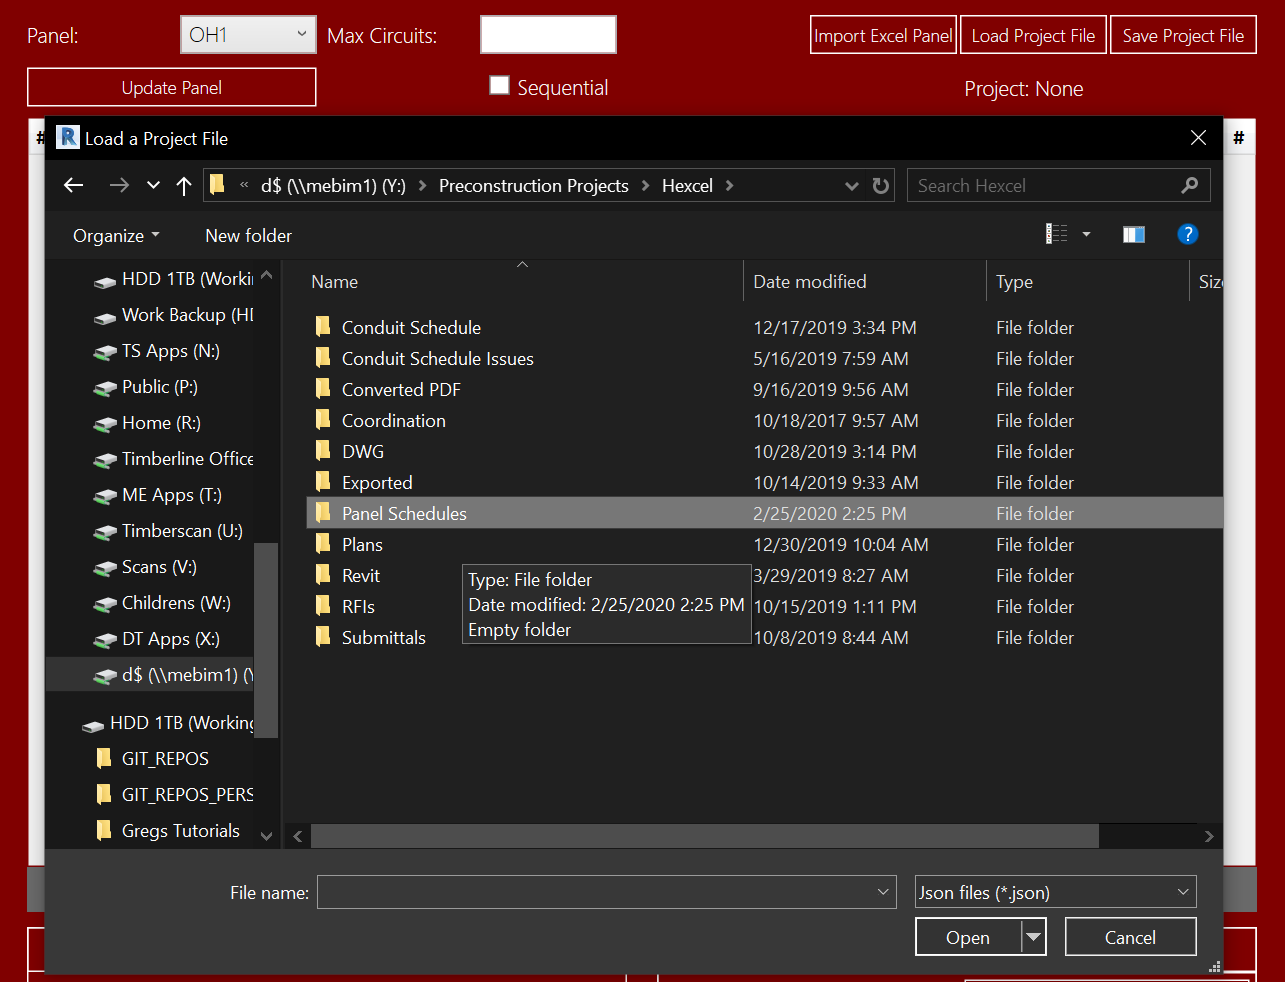 Panel:
OH1
Max Circuits:
Import Excel Panel
Load Project File
Save Project File
Update Panel
Sequential
Project: None
#
#
R
Load a Project File
« d$ (\\mebim1) (Y:) > Preconstruction Projects > Hexcel >
Search Hexcel
Organize
New folder
?
HDD 1TB (Workin
Work Backup (HD
TS Apps (N:)
Public (P:)
Home (R:)
Timberline Office
ME Apps (T:)
Timberscan (U:)
Scans (V:)
Childrens (W:)
DT Apps (X:)
d$ (\\mebim1) (Y
HDD 1TB (Working
GIT_REPOS
GIT_REPOS_PERS
Gregs Tutorials
Name Date modified Type Size
Conduit Schedule 12/17/2019 3:34 PM File folder
Conduit Schedule Issues 5/16/2019 7:59 AM File folder
Converted PDF 9/16/2019 9:56 AM File folder
Coordination 10/18/2017 9:57 AM File folder
DWG 10/28/2019 3:14 PM File folder
Exported 10/14/2019 9:33 AM File folder
Panel Schedules 2/25/2020 2:25 PM File folder
Plans 12/30/2019 10:04 AM File folder
Revit 3/29/2019 8:27 AM File folder
RFIs 10/15/2019 1:11 PM File folder
Submittals 10/8/2019 8:44 AM File folder
Type: File folder
Date modified: 2/25/2020 2:25 PM
Empty folder
File name:
Json files (*.json)
Open
Cancel